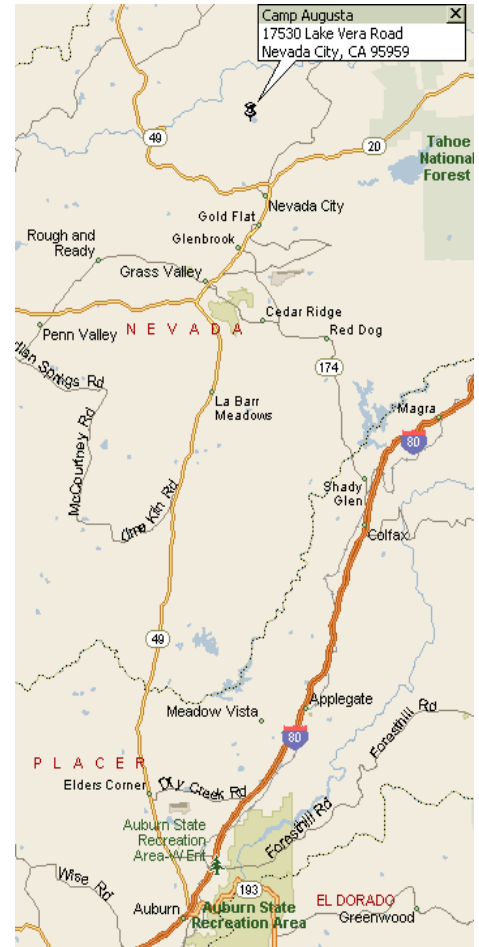 Camp Augusta
17530 Lake Vera Road
Nevada City, CA 95959
49
20
Tahoe
National
Forest
Nevada City
Gold Flat
Rough and
Ready
Glenbrook
Grass Valley
Cedar Ridge
Penn Valley
NEVADA
Red Dog
dian Springs Rd
174
La Barr
Meadows
Magra
McCourtney Rd
80
Lime Kiln Rd
Shady
Glen
Colfax
49
Applegate
Meadow Vista
Foresthill Rd
80
PLACER
Elders Corner
Dry Creek Rd
Auburn State
Recreation
Area-W Ent
Foresthill Rd
Wise Rd
193
EL DORADO
Auburn
Auburn State
Recreation Area
Greenwood